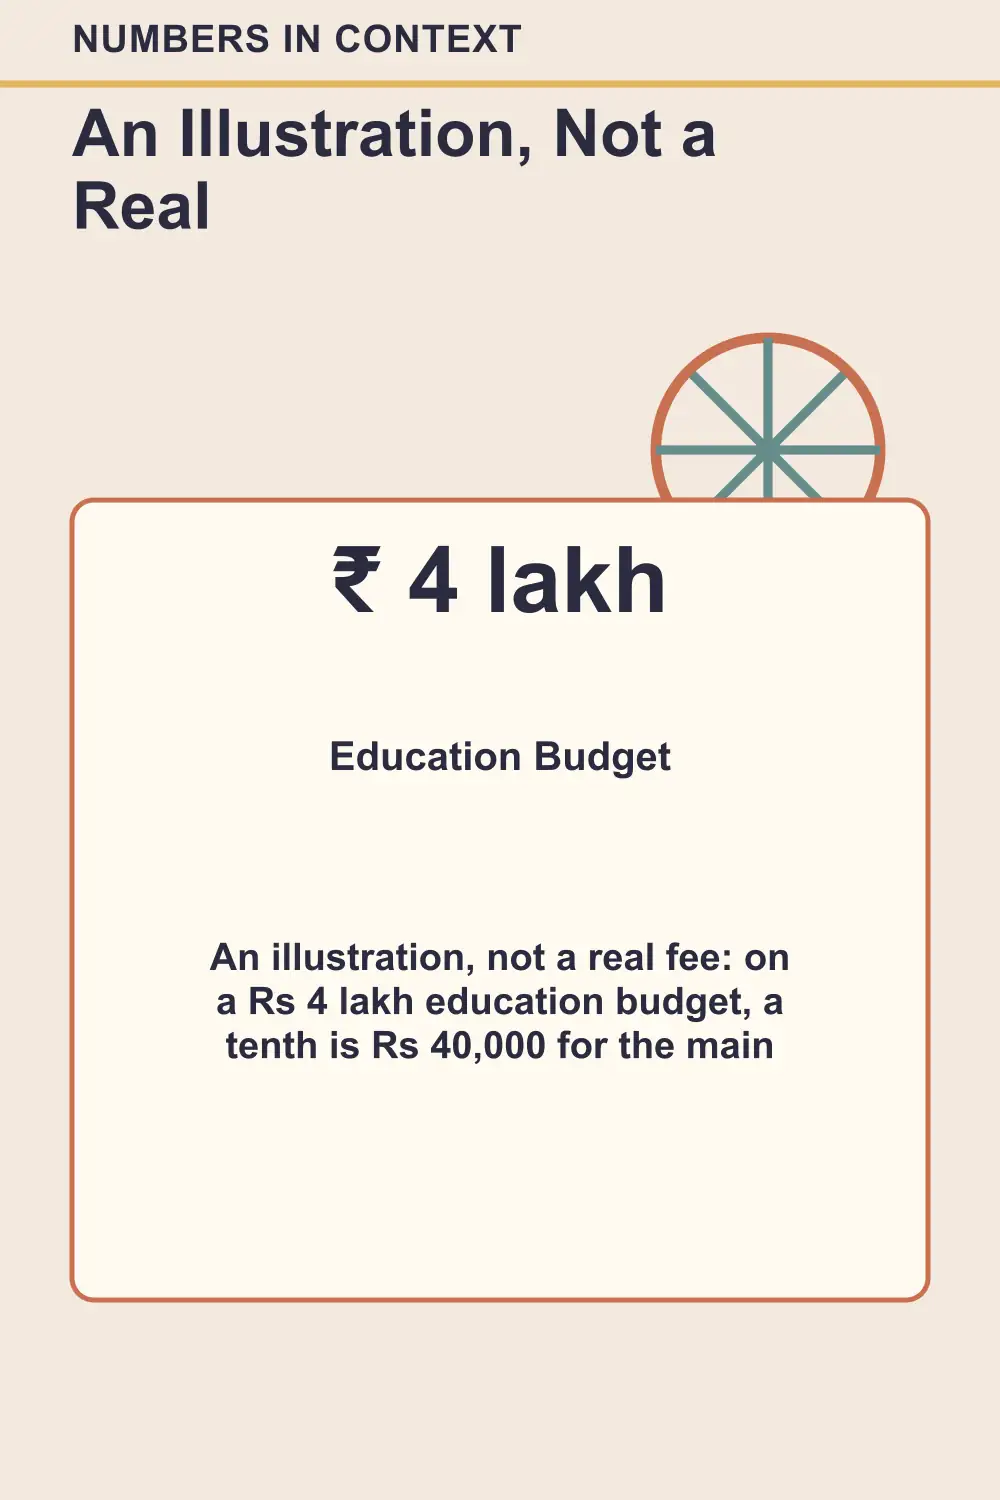 NUMBERS IN CONTEXT
An Illustration, Not a
Real
₹ 4 lakh
Education Budget
An illustration, not a real fee: on
a Rs 4 lakh education budget, a
tenth is Rs 40,000 for the main